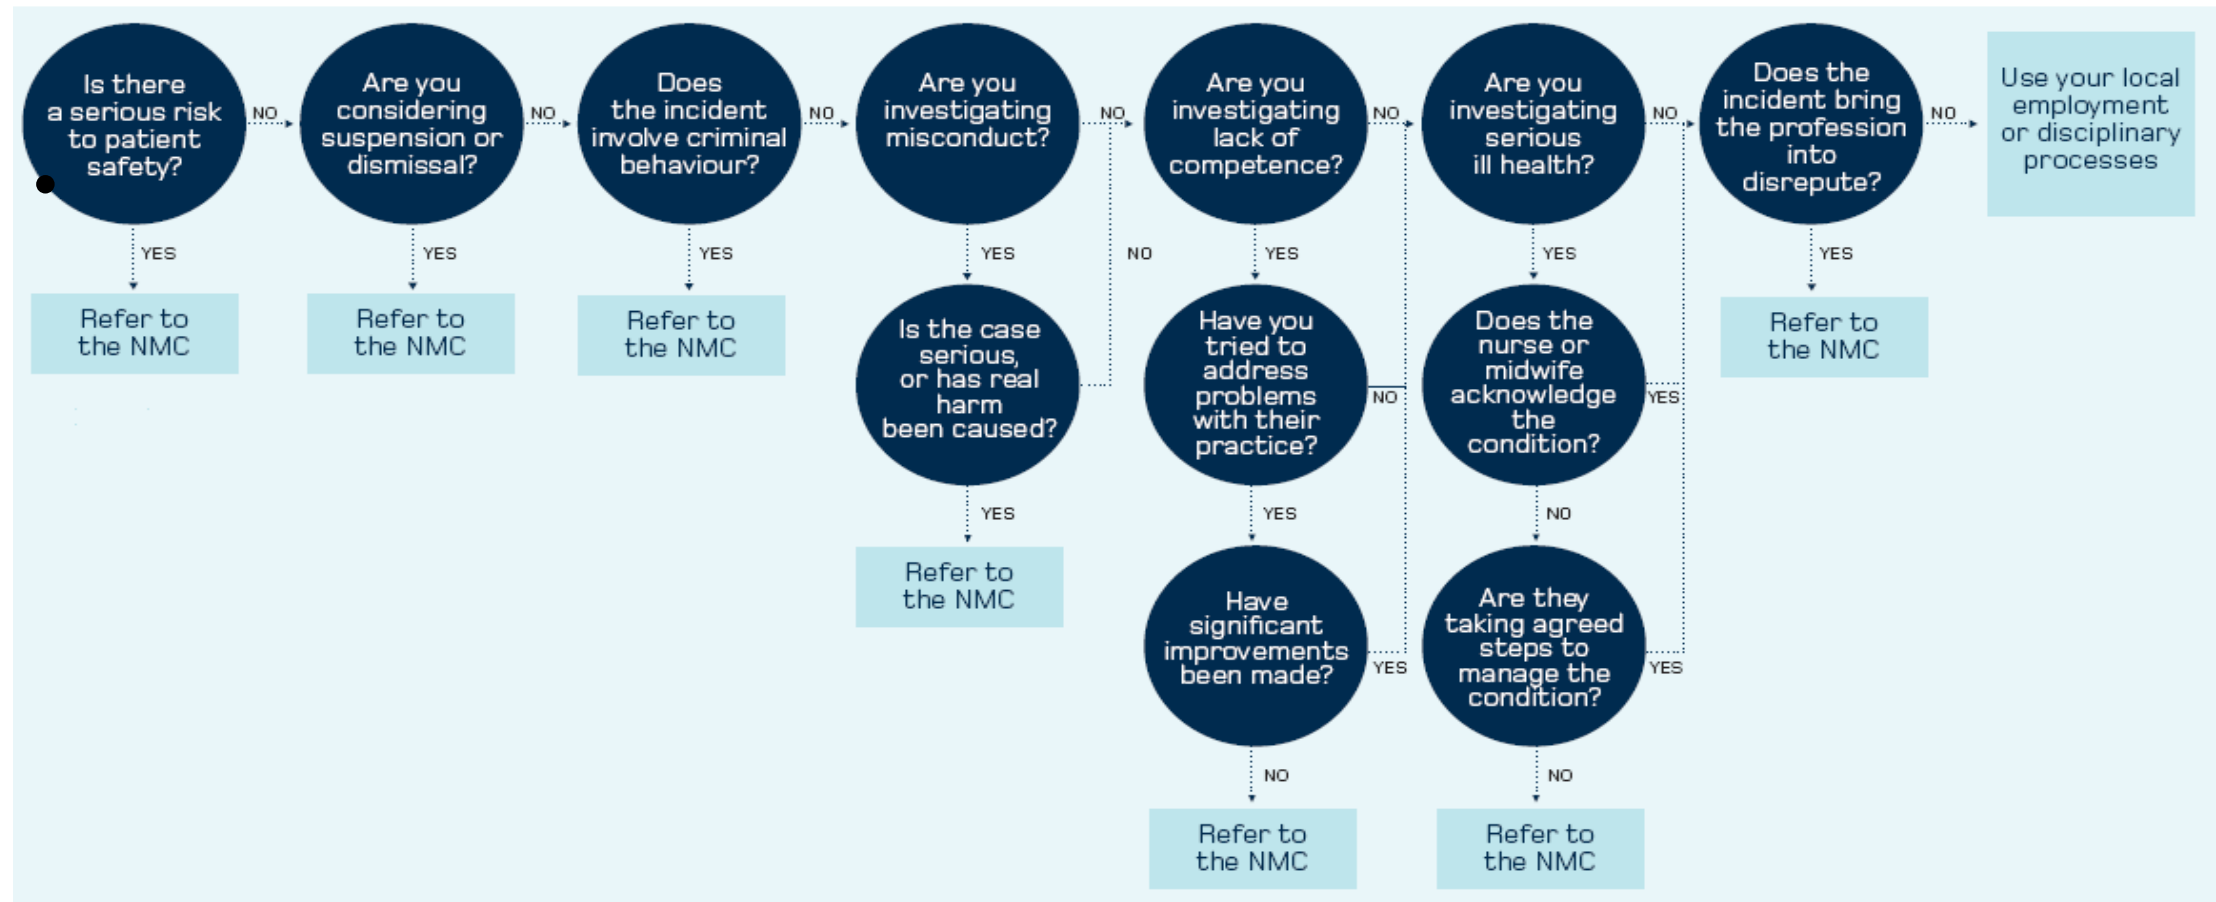 Is there
a serious risk
to patient
safety?
NO
Are you
considering
suspension or
dismissal?
NO
Does
the incident
involve criminal
behaviour?
NO
Are you
investigating
misconduct?
NO
Are you
investigating
lack of
competence?
NO
Are you
investigating
serious
ill health?
NO
Does the
incident bring
the profession
into
disrepute?
NO
Use your local
employment
or disciplinary
processes
YES
YES
YES
YES
NO
YES
YES
YES
Refer to
the NMC
Refer to
the NMC
Refer to
the NMC
Is the case
serious,
or has real
harm
been caused?
Have you
tried to
address
problems
with their
practice?
NO
Does the
nurse or
midwife
acknowledge
the
condition?
YES
Refer to
the NMC
YES
YES
NO
Refer to
the NMC
Have
significant
improvements
been made?
YES
Are they
taking agreed
steps to
manage the
condition?
YES
NO
NO
Refer to
the NMC
Refer to
the NMC